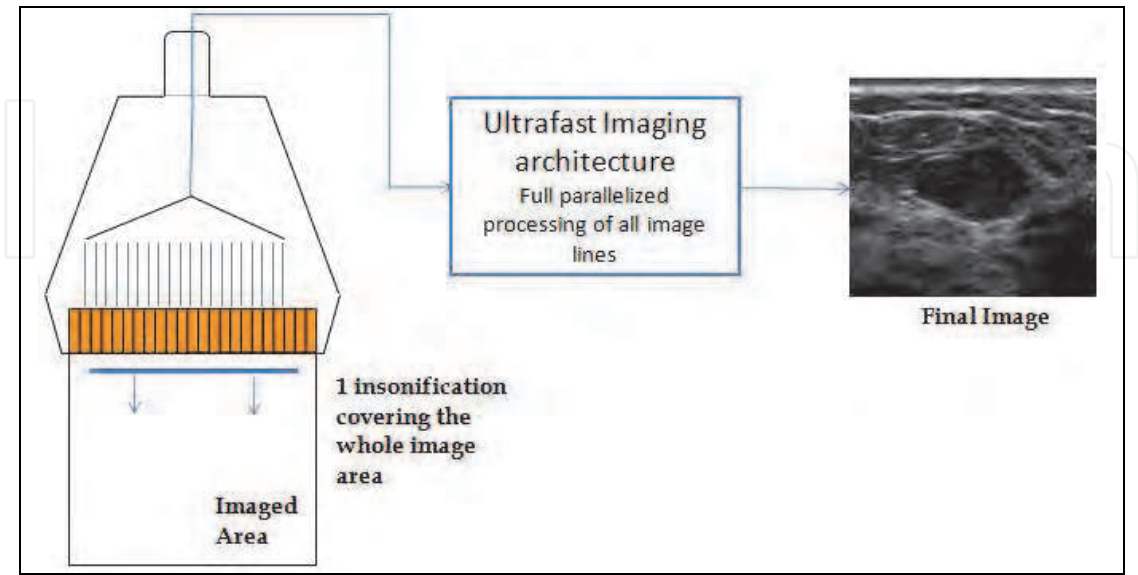 Ultrafast Imaging
architecture
Full parallelized
processing of all image
lines
Final Image
1 insonification
covering the
whole image
area
Imaged
Area